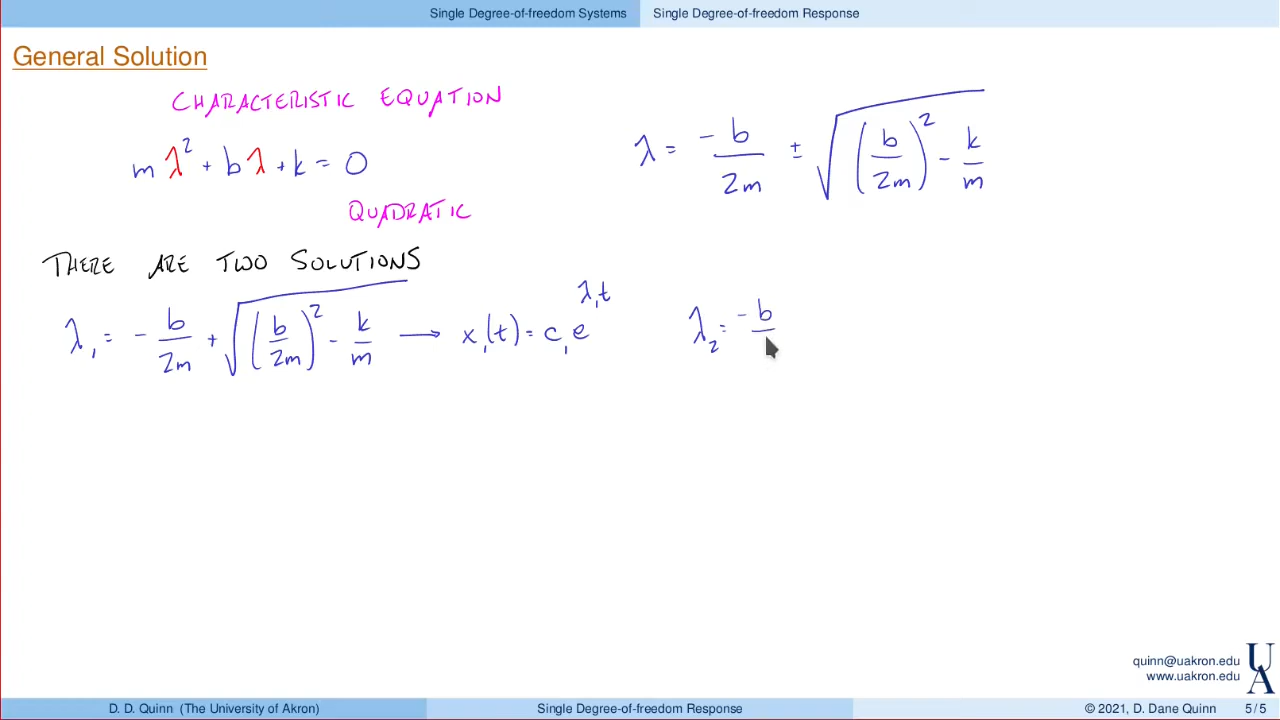 Single Degree-of-freedom Systems Single Degree-of-freedom Response
General Solution
CHARACTERISTIC EQUATION
mλ² + bλ + k = 0
λ = -b/2m ± √((b/2m)² - k/m)
QUADRATIC
THERE ARE TWO SOLUTIONS
λ₁ = -b/2m + √((b/2m)² - k/m) → x₁(t) = c₁e^λ₁t
λ₂ = -b
quinn@uakron.edu
www.uakron.edu
UA
D. D. Quinn (The University of Akron) Single Degree-of-freedom Response © 2021, D. Dane Quinn 5/5